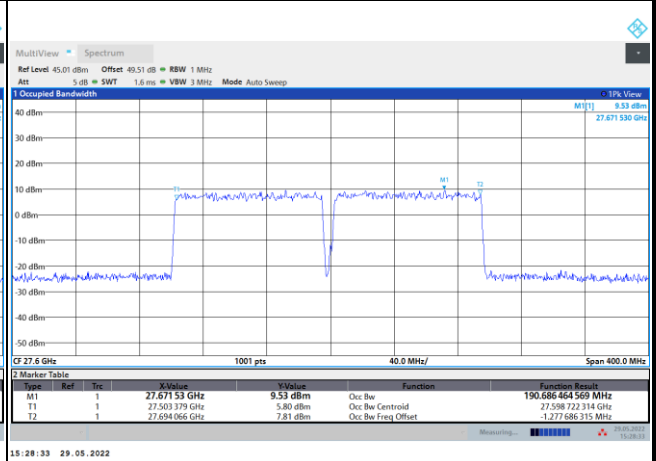 MultiView Spectrum
Ref Level 45.01 dBm Offset 49.51 dB RBW 1 MHz
Att 5 dB SWT 1.6 ms VBW 3 MHz Mode Auto Sweep
1 Occupied Bandwidth 1Pk View
M1[1] 9.53 dBm
27.671 530 GHz
40 dBm
30 dBm
20 dBm
10 dBm
0 dBm
-10 dBm
-20 dBm
-30 dBm
-40 dBm
-50 dBm
T1 M1 T2
CF 27.6 GHz 1001 pts 40.0 MHz/ Span 400.0 MHz
2 Marker Table
Type Ref Trc X-Value Y-Value Function Function Result
M1 1 27.671 53 GHz 9.53 dBm Occ Bw 190.686 464 569 MHz
T1 1 27.503 379 GHz 5.80 dBm Occ Bw Centroid 27.598 722 314 GHz
T2 1 27.694 066 GHz 7.81 dBm Occ Bw Freq Offset -1.277 686 315 MHz
Measuring... 29.05.2022
15:28:33
15:28:33 29.05.2022